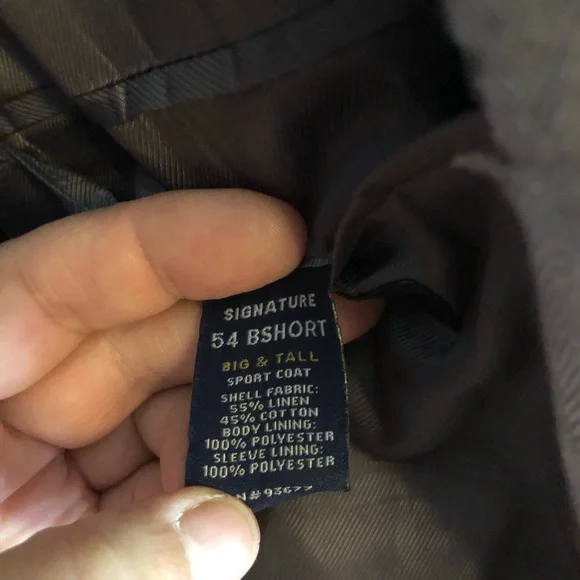 SIGNATURE
54 BSHORT
BIG & TALL
SPORT COAT
SHELL FABRIC:
55% LINEN
45% COTTON
BODY LINING:
100% POLYESTER
SLEEVE LINING:
100% POLYESTER